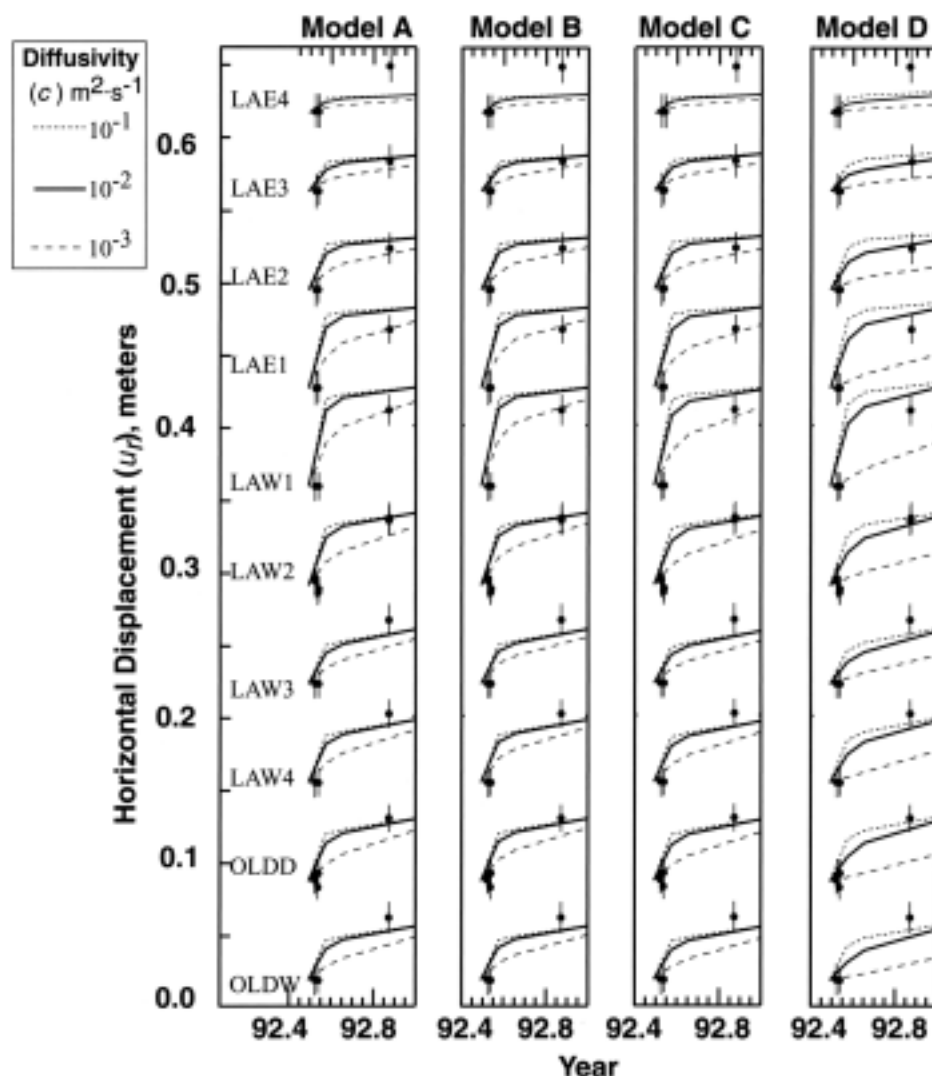 Model A Model B Model C Model D
Diffusivity
(c) m²·s⁻¹
10⁻¹
10⁻²
10⁻³
Horizontal Displacement (uᵣ), meters
0.6
0.5
0.4
0.3
0.2
0.1
0.0
LAE4
LAE3
LAE2
LAE1
LAW1
LAW2
LAW3
LAW4
OLDD
OLDW
92.4 92.8 92.4 92.8 92.4 92.8 92.4 92.8
Year